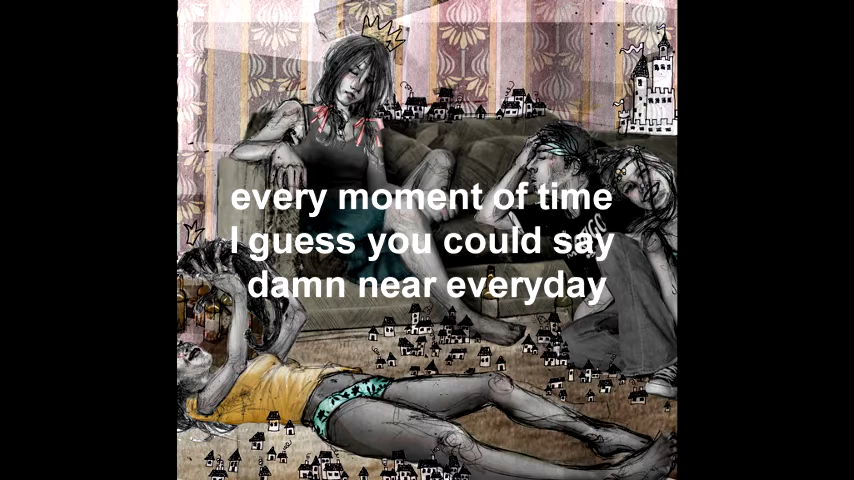 every moment of time
I guess you could say
damn near everyday